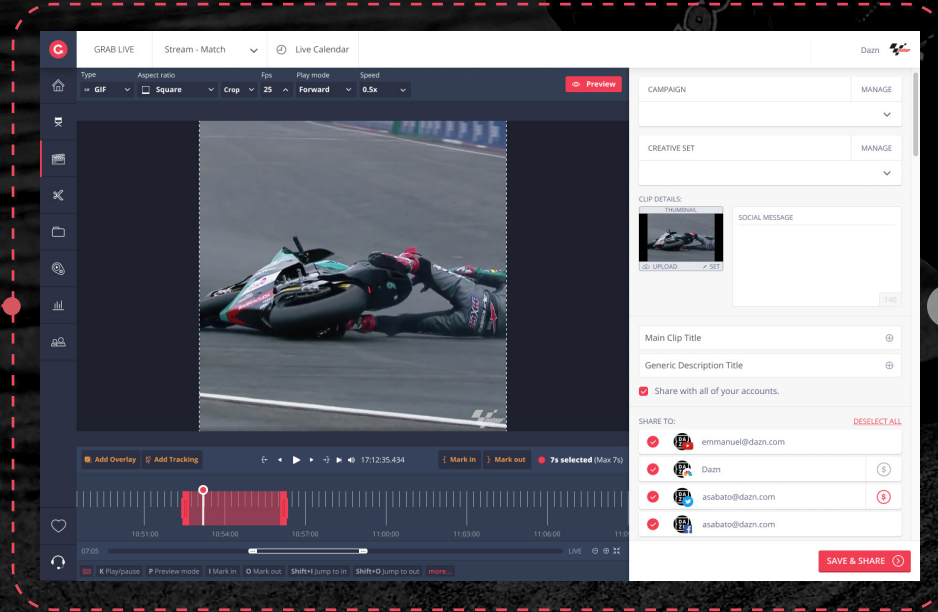 G GRAB LIVE Stream - Match Live Calendar Dazn
Type Aspect ratio Fps Play mode Speed
GIF Square Crop 25 Forward 0.5x
Preview
CAMPAIGN MANAGE
CREATIVE SET MANAGE
CLIP DETAILS:
THUMBNAIL
SOCIAL MESSAGE
UPLOAD SET
140
Main Clip Title
Generic Description Title
Share with all of your accounts.
SHARE TO: DESELECT ALL
emmanuel@dazn.com
Dazn
asabato@dazn.com
asabato@dazn.com
Add Overlay Add Tracking 17:12:35.434 { Mark in } Mark out 7s selected (Max 7s)
10:51:00 10:54:00 10:57:00 11:00:00 11:03:00 11:06:00 11:0
07:05 LIVE
K Play/pause P Preview mode I Mark in O Mark out Shift+I Jump to in Shift+O Jump to out more...
SAVE & SHARE